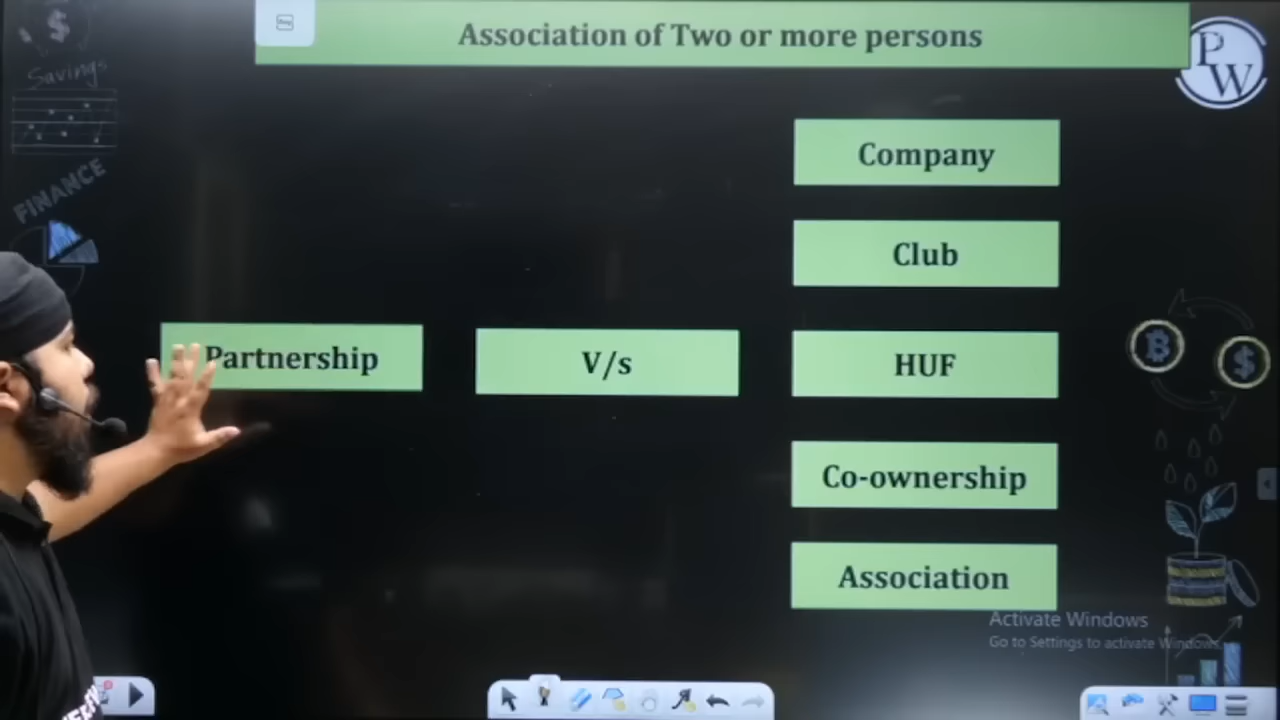 Association of Two or more persons
PW
Savings
FINANCE
Company
Club
Partnership
V/s
HUF
Co-ownership
Association
Activate Windows
Go to Settings to activate Windows.